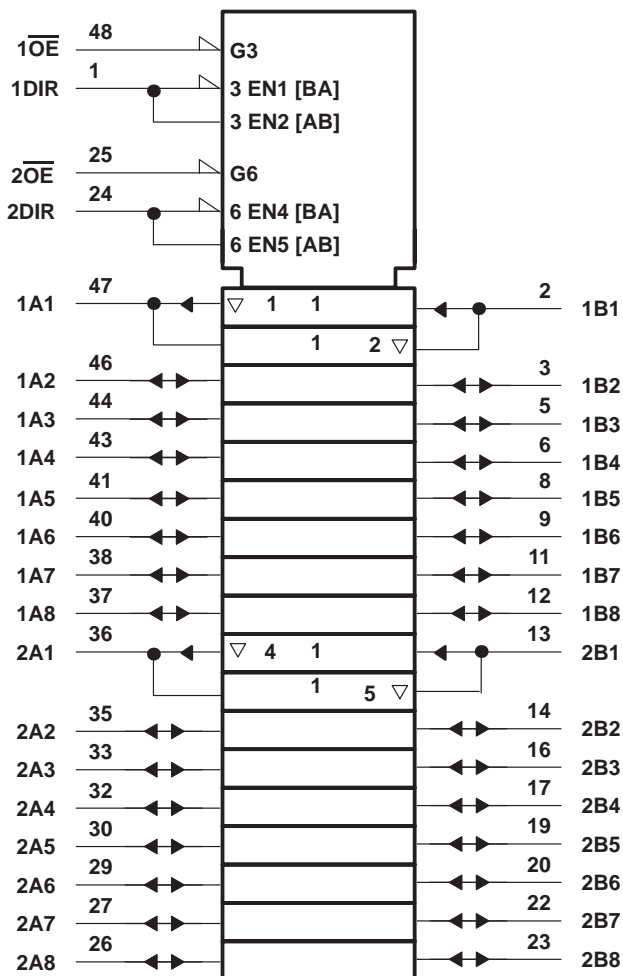 48
1O̅E̅ G3
1
1DIR 3 EN1 [BA]
3 EN2 [AB]
25
2O̅E̅ G6
24
2DIR 6 EN4 [BA]
6 EN5 [AB]
47 2
1A1 ▽ 1 1 1B1
1 2 ▽
46 3
1A2 1B2
44 5
1A3 1B3
43 6
1A4 1B4
41 8
1A5 1B5
40 9
1A6 1B6
38 11
1A7 1B7
37 12
1A8 1B8
36 13
2A1 ▽ 4 1 2B1
1 5 ▽
35 14
2A2 2B2
33 16
2A3 2B3
32 17
2A4 2B4
30 19
2A5 2B5
29 20
2A6 2B6
27 22
2A7 2B7
26 23
2A8 2B8